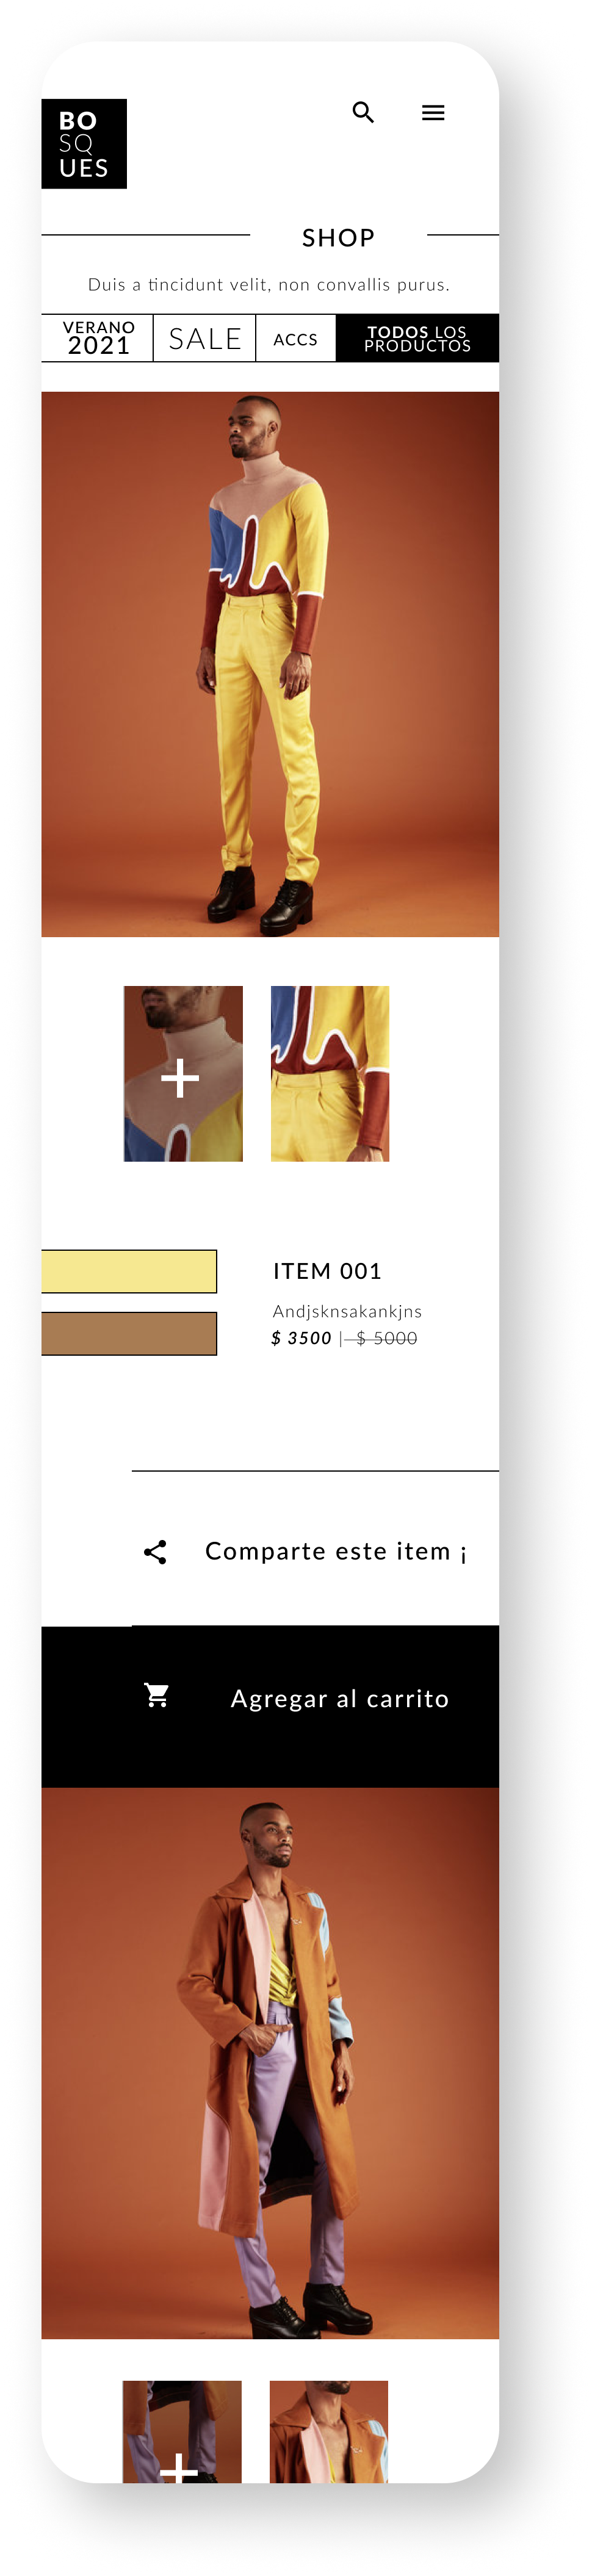 BO
SQ
UES
SHOP
Duis a tincidunt velit, non convallis purus.
VERANO
2021
SALE
ACCS
TODOS LOS
PRODUCTOS
ITEM 001
Andjsknsakankjns
$ 3500 | $ 5000
Comparte este item ¡
Agregar al carrito